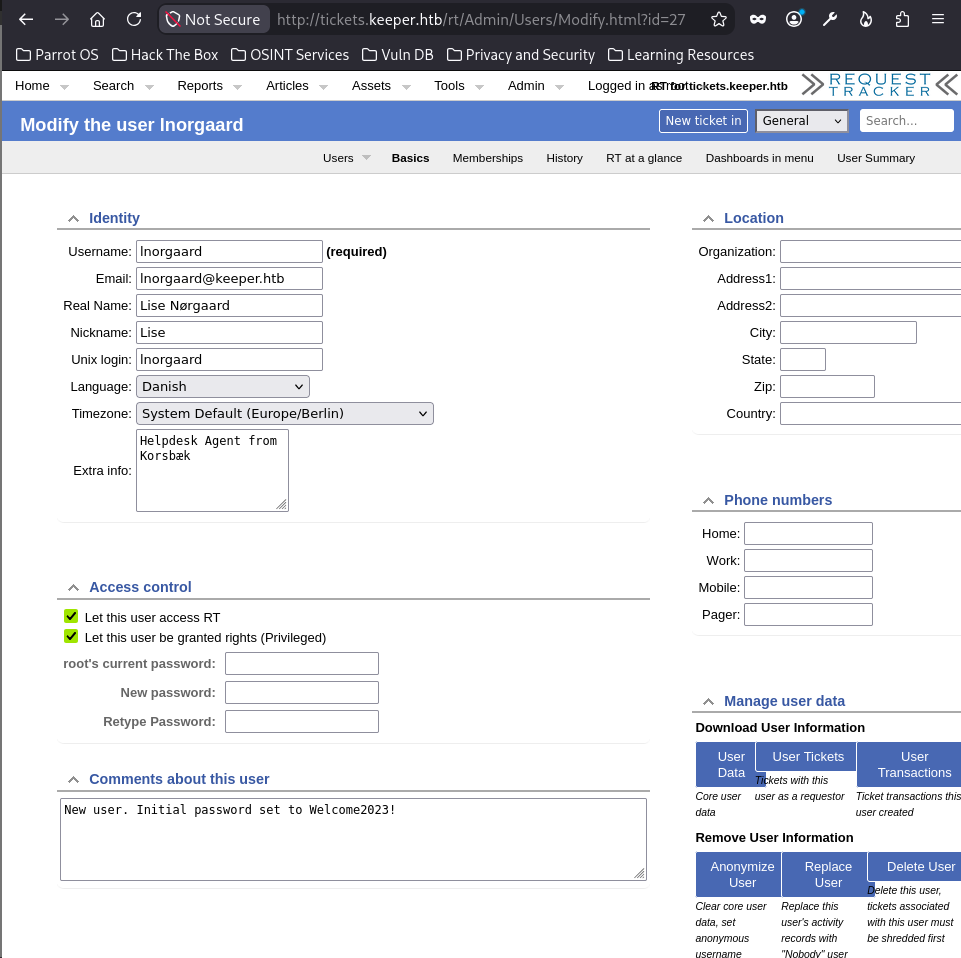 Not Secure http://tickets.keeper.htb/rt/Admin/Users/Modify.html?id=27
Parrot OS Hack The Box OSINT Services Vuln DB Privacy and Security Learning Resources
Home Search Reports Articles Assets Tools Admin Logged in as root RT for tickets.keeper.htb REQUEST TRACKER
Modify the user lnorgaard New ticket in General Search...
Users Basics Memberships History RT at a glance Dashboards in menu User Summary
Identity
Username: lnorgaard (required)
Email: lnorgaard@keeper.htb
Real Name: Lise Nørgaard
Nickname: Lise
Unix login: lnorgaard
Language: Danish
Timezone: System Default (Europe/Berlin)
Extra info: Helpdesk Agent from
Korsbæk
Access control
Let this user access RT
Let this user be granted rights (Privileged)
root's current password:
New password:
Retype Password:
Comments about this user
New user. Initial password set to Welcome2023!
Location
Organization:
Address1:
Address2:
City:
State:
Zip:
Country:
Phone numbers
Home:
Work:
Mobile:
Pager:
Manage user data
Download User Information
User Data
Core user data
User Tickets
Tickets with this user as a requestor
User Transactions
Ticket transactions this user created
Remove User Information
Anonymize User
Clear core user data, set anonymous username
Replace User
Replace this user's activity records with "Nobody" user
Delete User
Delete this user, tickets associated with this user must be shredded first